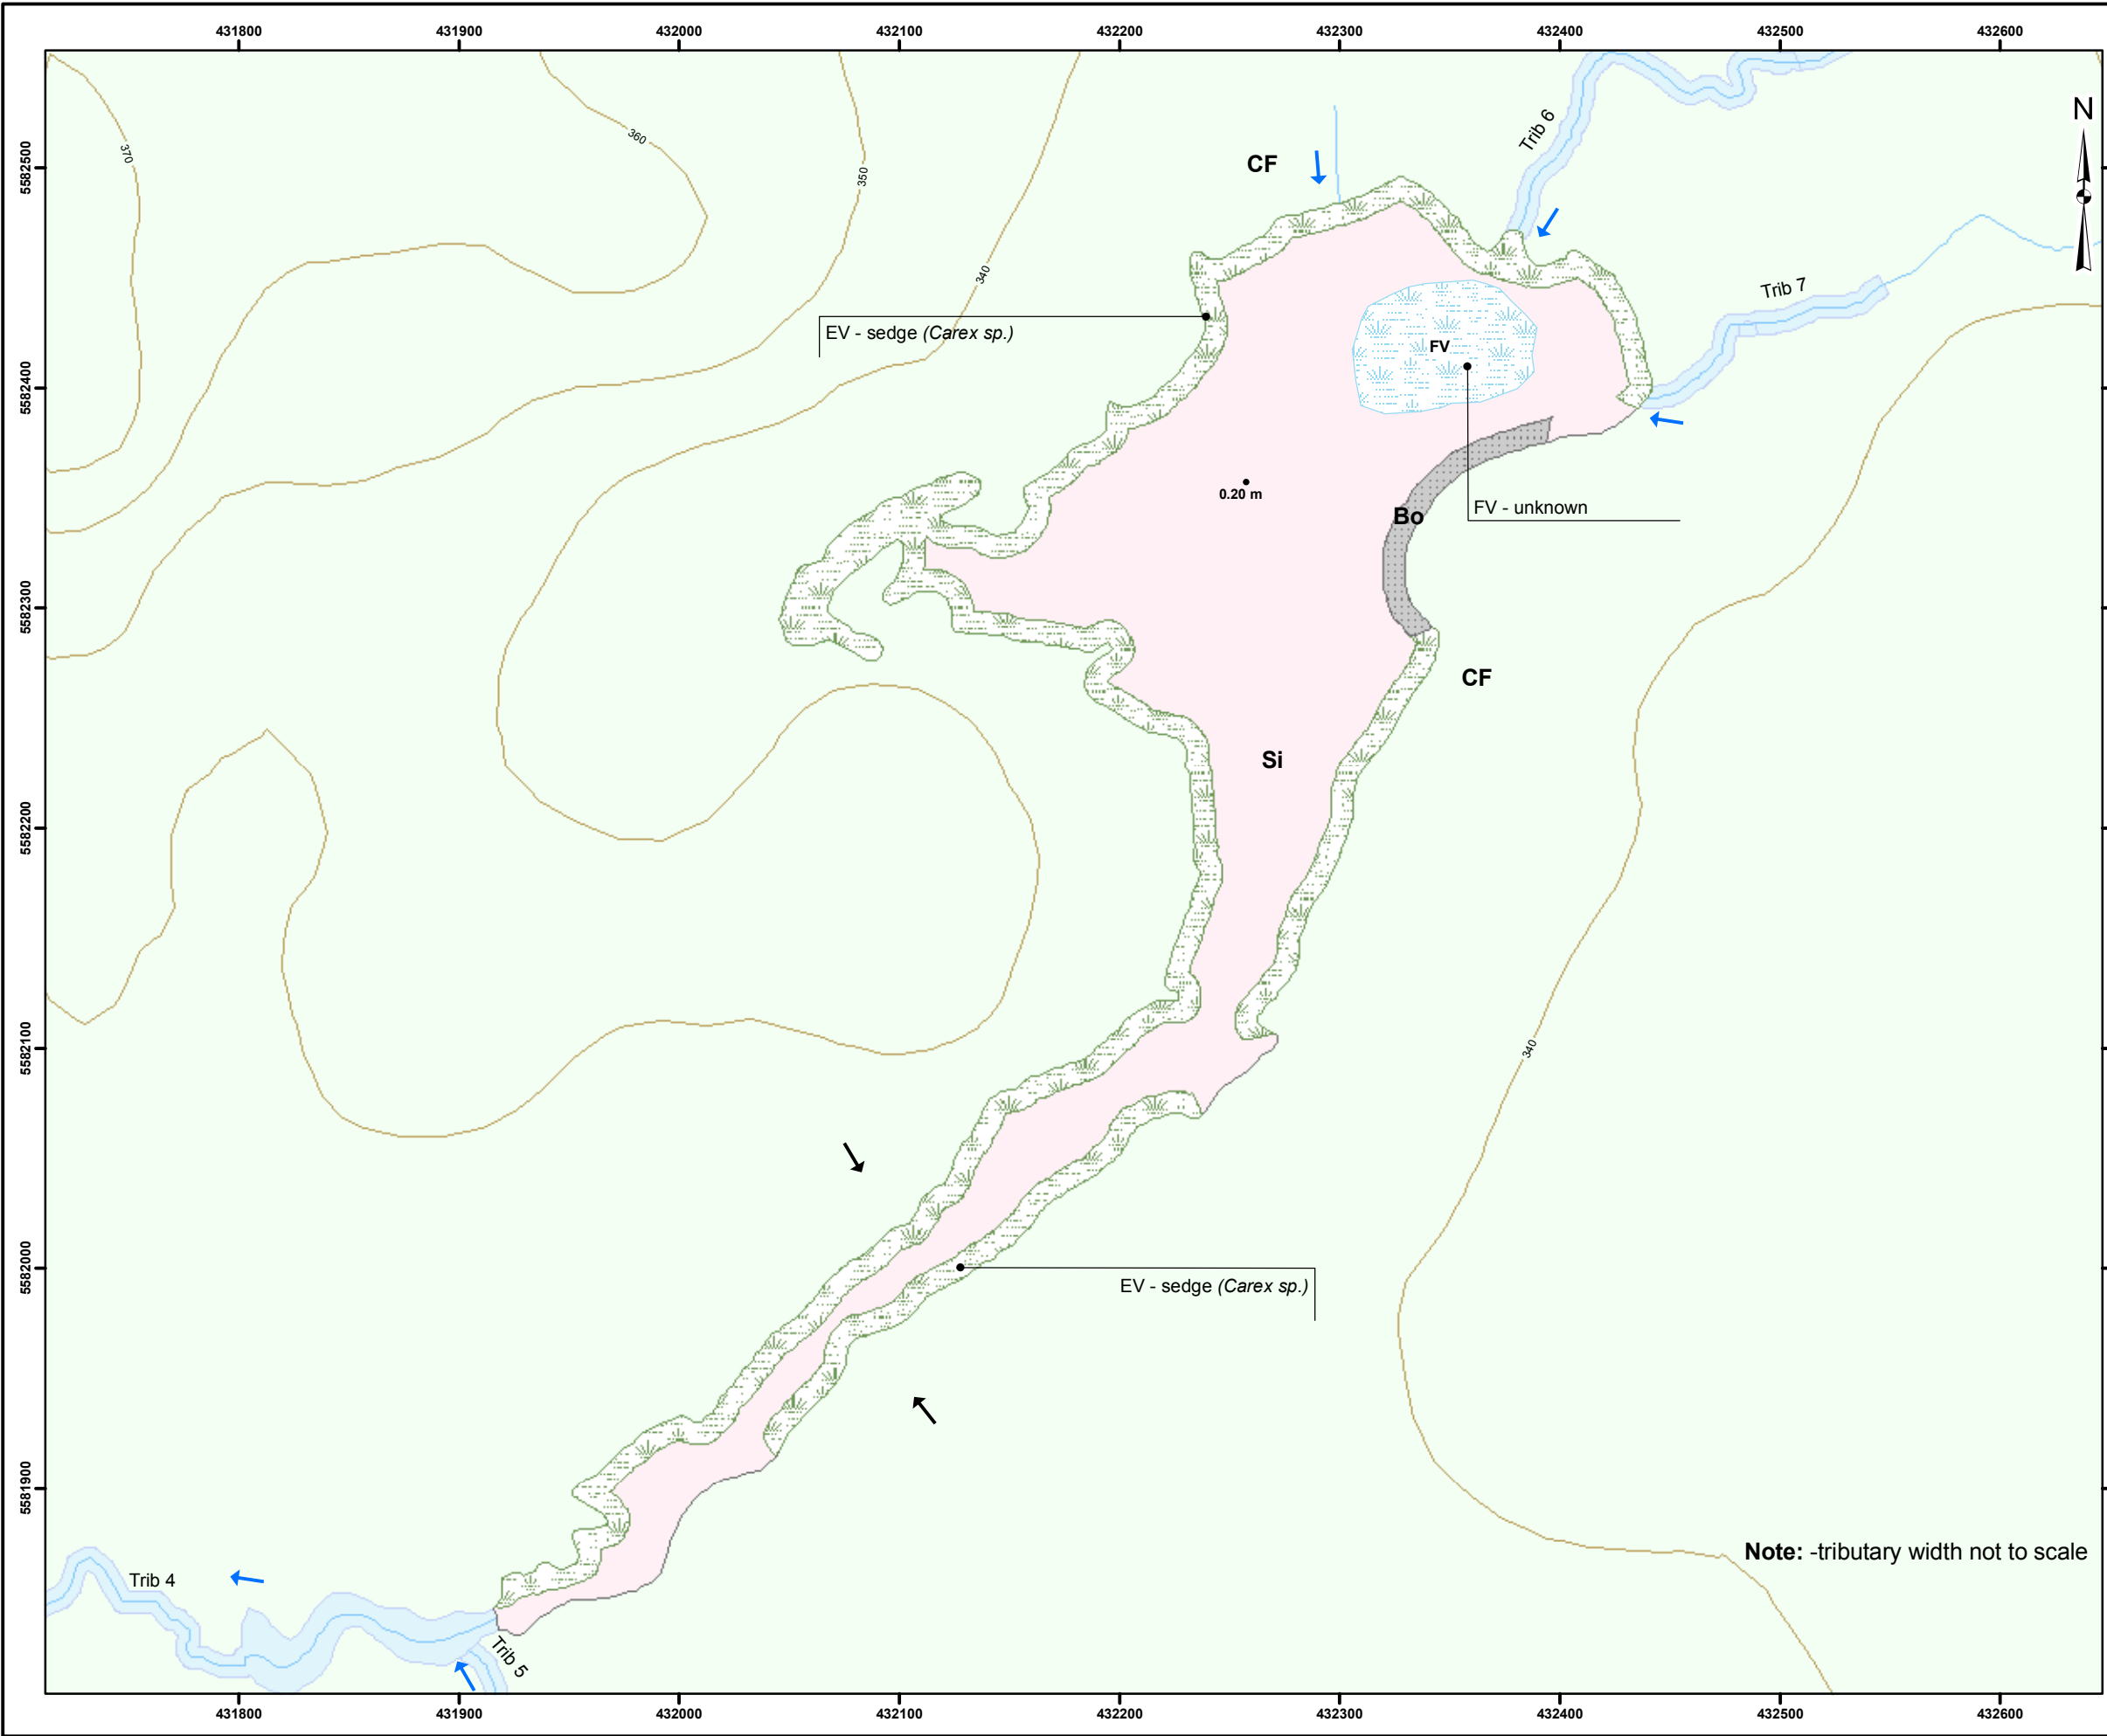 431800 431900 432000 432100 432200 432300 432400 432500 432600
N
370
360
350
340
CF
Trib 6
Trib 7
5582500
EV - sedge (Carex sp.)
FV
5582400
0.20 m
FV - unknown
Bo
5582300
CF
Si
5582200
5582100
340
5582000
EV - sedge (Carex sp.)
5581900
Note: -tributary width not to scale
Trib 4
Trib 5
431800 431900 432000 432100 432200 432300 432400 432500 432600